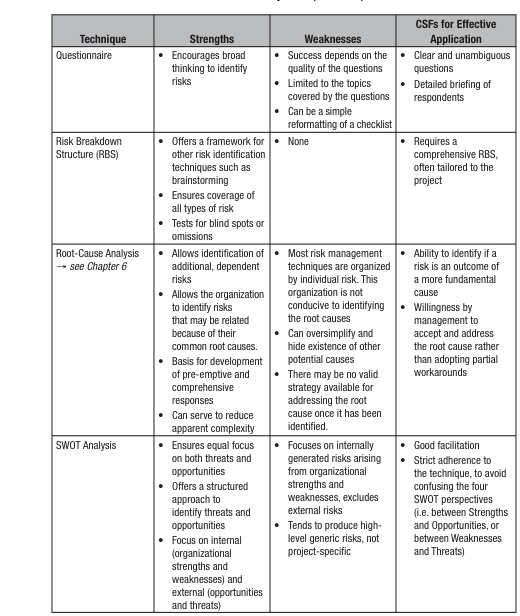 Technique
Strengths
Weaknesses
CSFs for Effective
Application
Questionnaire
• Encourages broad
thinking to identify
risks
• Success depends on the
quality of the questions
• Limited to the topics
covered by the questions
• Can be a simple
reformatting of a checklist
• Clear and unambiguous
questions
• Detailed briefing of
respondents
Risk Breakdown
Structure (RBS)
• Offers a framework for
other risk identification
techniques such as
brainstorming
• Ensures coverage of
all types of risk
• Tests for blind spots or
omissions
• None
• Requires a
comprehensive RBS,
often tailored to the
project
Root-Cause Analysis
→ see Chapter 6
• Allows identification of
additional, dependent
risks
• Allows the organization
to identify risks
that may be related
because of their
common root causes.
• Basis for development
of pre-emptive and
comprehensive
responses
• Can serve to reduce
apparent complexity
• Most risk management
techniques are organized
by individual risk. This
organization is not
conducive to identifying
the root causes
• Can oversimplify and
hide existence of other
potential causes
• There may be no valid
strategy available for
addressing the root
cause once it has been
identified.
• Ability to identify if a
risk is an outcome of
a more fundamental
cause
• Willingness by
management to
accept and address
the root cause rather
than adopting partial
workarounds
SWOT Analysis
• Ensures equal focus
on both threats and
opportunities
• Offers a structured
approach to
identify threats and
opportunities
• Focus on internal
(organizational
strengths and
weaknesses) and
external (opportunities
and threats)
• Focuses on internally
generated risks arising
from organizational
strengths and
weaknesses, excludes
external risks
• Tends to produce high-
level generic risks, not
project-specific
• Good facilitation
• Strict adherence to
the technique, to avoid
confusing the four
SWOT perspectives
(i.e. between Strengths
and Opportunities, or
between Weaknesses
and Threats)